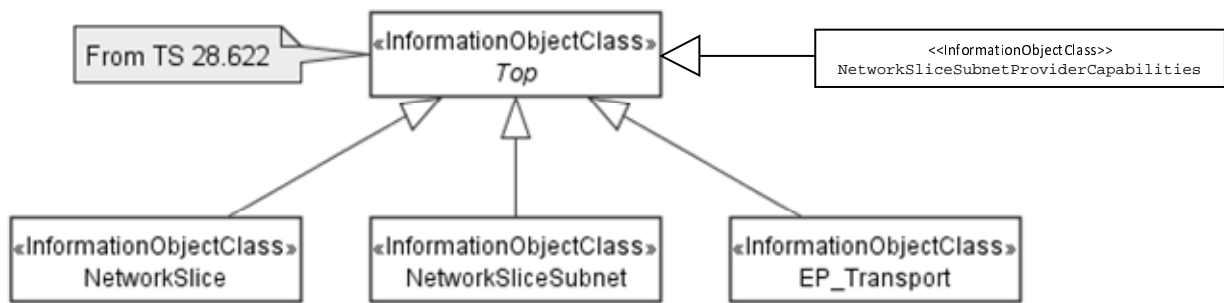 From TS 28.622
«InformationObjectClass»
Top
<<InformationObjectClass>>
NetworkSliceSubnetProviderCapabilities
«InformationObjectClass»
NetworkSlice
«InformationObjectClass»
NetworkSliceSubnet
«InformationObjectClass»
EP_Transport